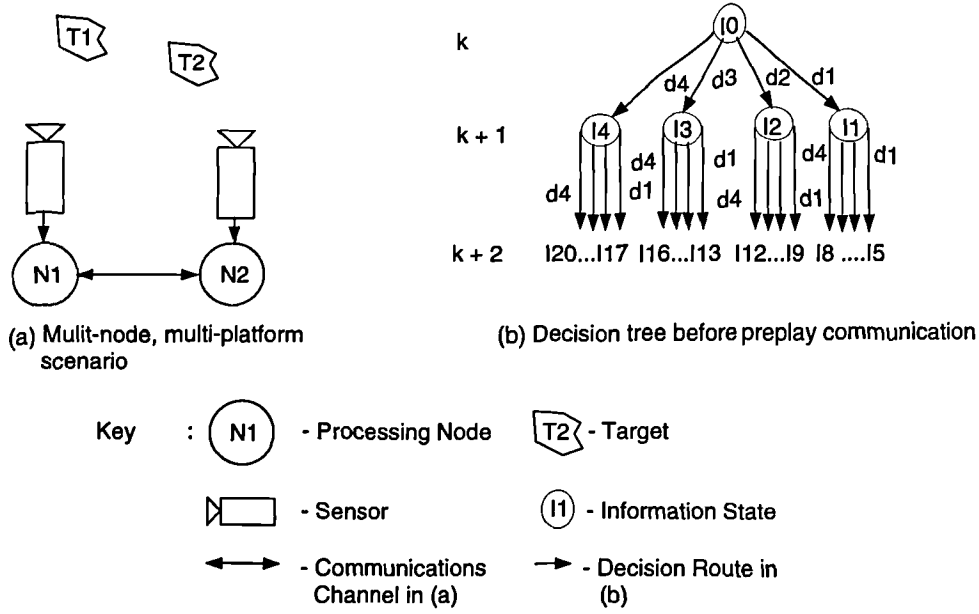 T1
T2
N1
N2
(a) Mulit-node, multi-platform
scenario
k
I0
d4
d3
d2
d1
k + 1
I4
I3
I2
I1
d4
d1
d4
d1
d4
d1
d4
d1
k + 2
I20...I17
I16...I13
I12...I9
I8 ....I5
(b) Decision tree before preplay communication
Key :
N1
- Processing Node
T2
- Target
- Sensor
I1
- Information State
- Communications
Channel in (a)
- Decision Route in
(b)